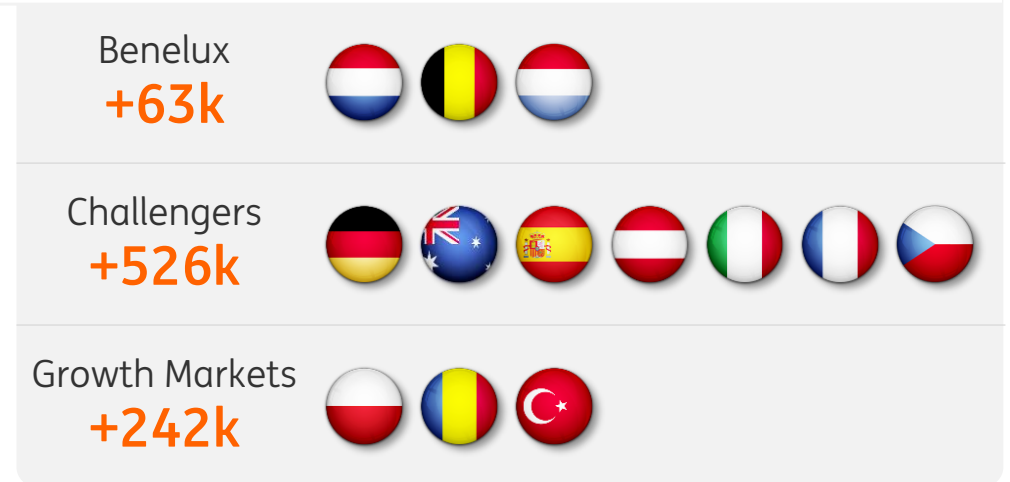 Benelux
+63k
Challengers
+526k
Growth Markets
+242k